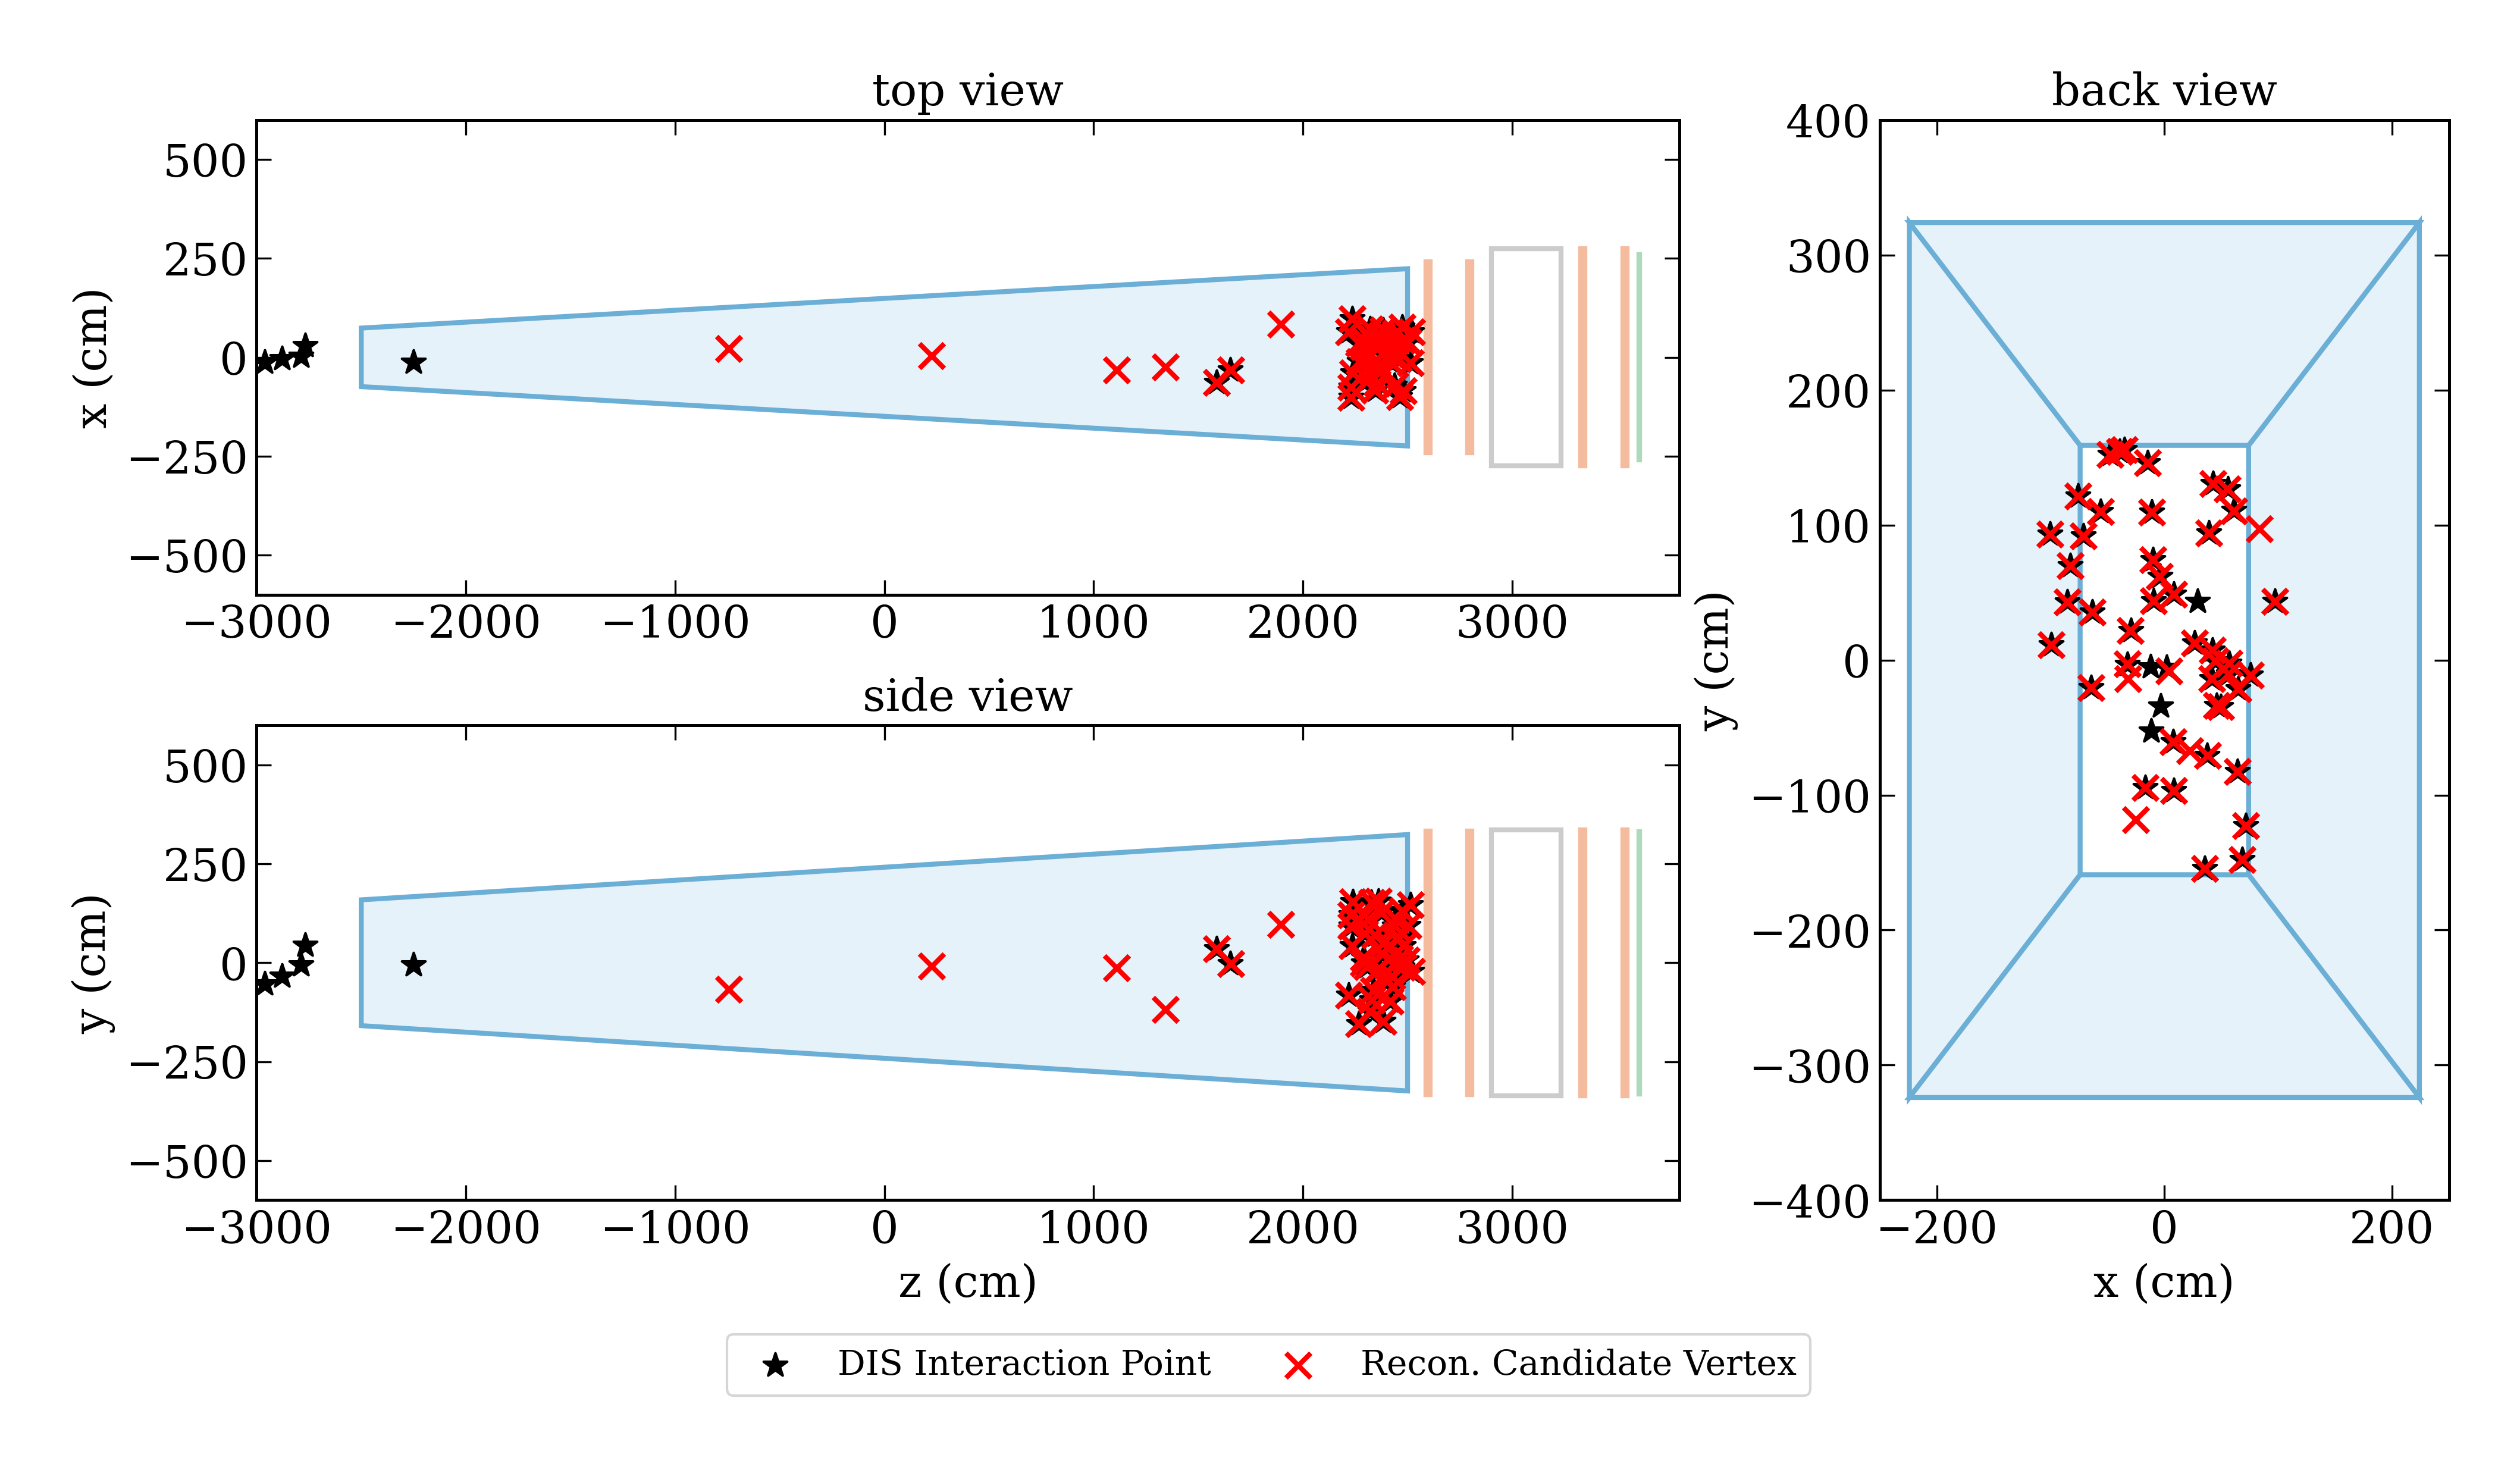 top view
x (cm)
500
250
0
−250
−500
−3000 −2000 −1000 0 1000 2000 3000
side view
y (cm)
500
250
0
−250
−500
−3000 −2000 −1000 0 1000 2000 3000
z (cm)
back view
y (cm)
400
300
200
100
0
−100
−200
−300
−400
−200 0 200
x (cm)
DIS Interaction Point Recon. Candidate Vertex